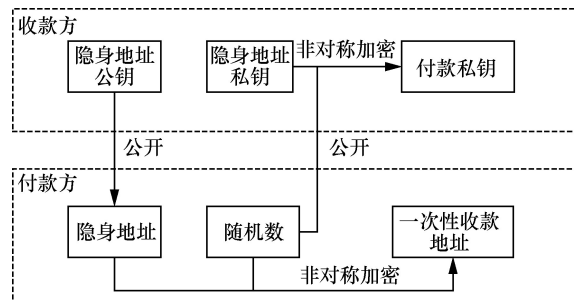 收款方
隐身地址
公钥
隐身地址
私钥
非对称加密
付款私钥
公开
公开
付款方
隐身地址
随机数
一次性收款
地址
非对称加密